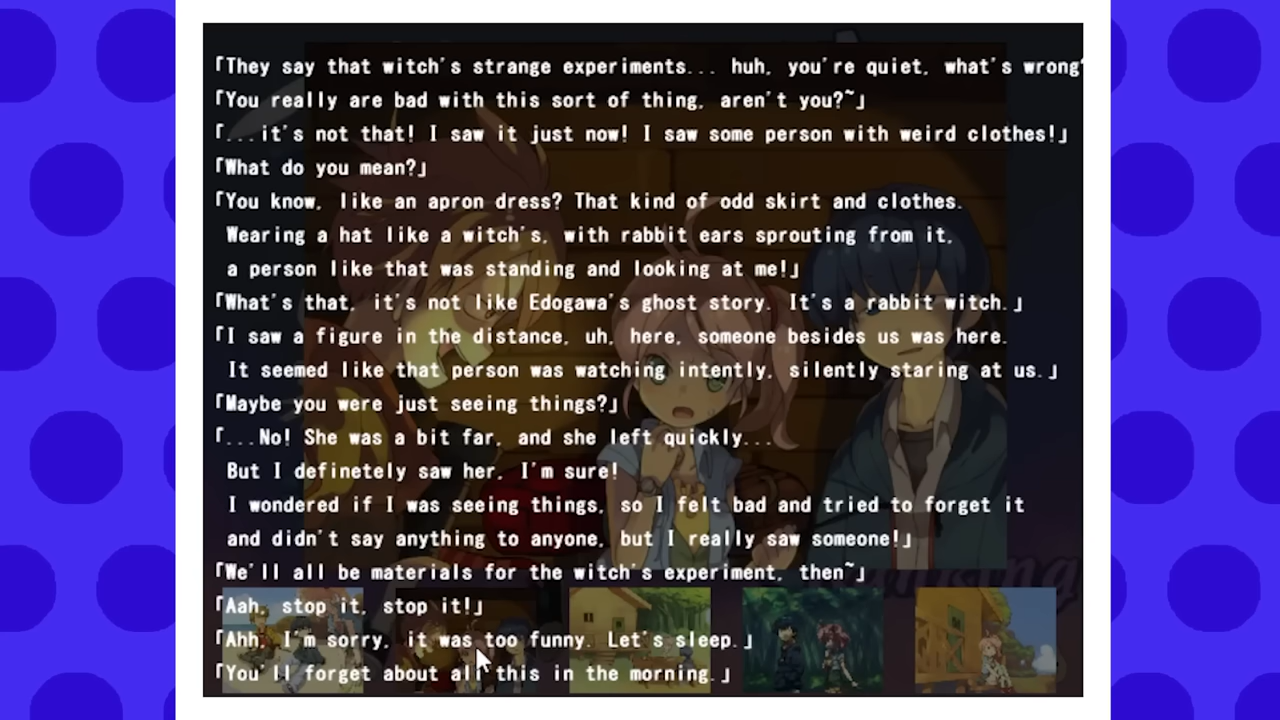 「They say that witch's strange experiments... huh, you're quiet, what's wrong?
「You really are bad with this sort of thing, aren't you?~」
「...it's not that! I saw it just now! I saw some person with weird clothes!」
「What do you mean?」
「You know, like an apron dress? That kind of odd skirt and clothes.
Wearing a hat like a witch's, with rabbit ears sprouting from it,
a person like that was standing and looking at me!」
「What's that, it's not like Edogawa's ghost story. It's a rabbit witch.」
「I saw a figure in the distance, uh, here, someone besides us was here.
It seemed like that person was watching intently, silently staring at us.」
「Maybe you were just seeing things?」
「...No! She was a bit far, and she left quickly...
But I definetely saw her, I'm sure!
I wondered if I was seeing things, so I felt bad and tried to forget it
and didn't say anything to anyone, but I really saw someone!」
「We'll all be materials for the witch's experiment, then~」
「Aah, stop it, stop it!」
「Ahh, I'm sorry, it was too funny. Let's sleep.」
「You'll forget about all this in the morning.」